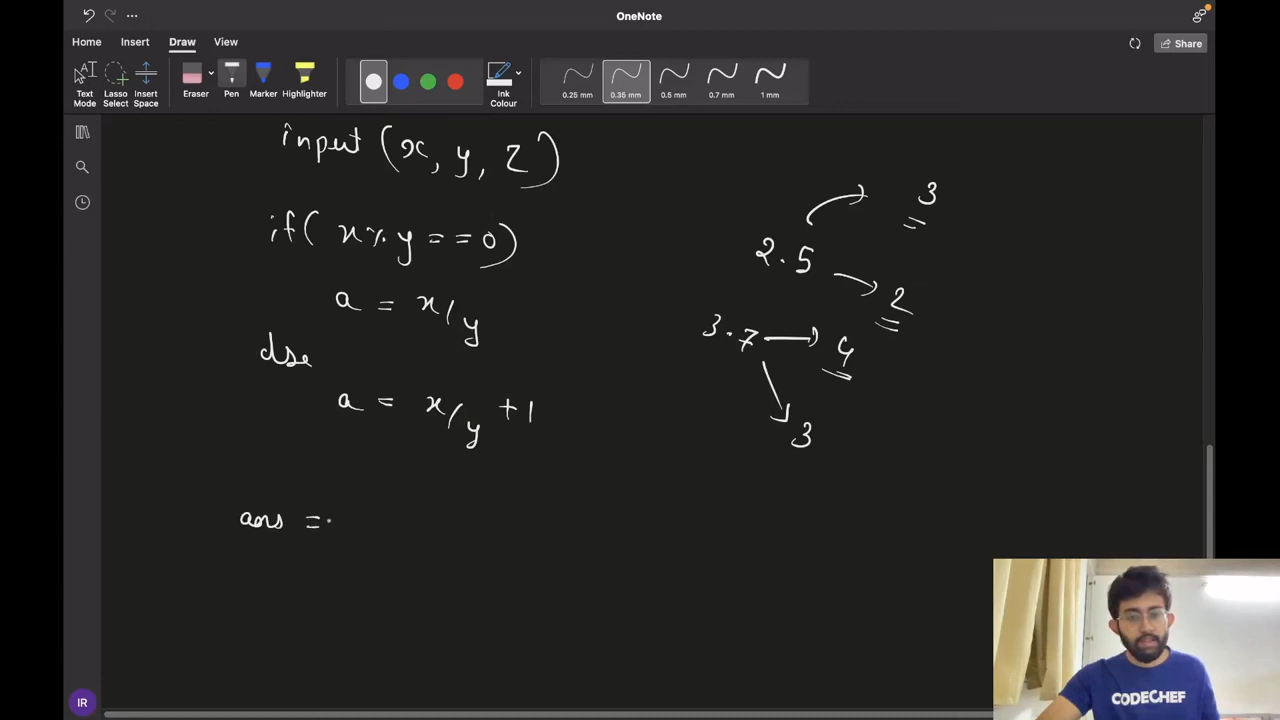 OneNote
Home Insert Draw View
Share
Text Mode
Lasso Select
Insert Space
Eraser
Pen
Marker
Highlighter
Ink Colour
0.25 mm
0.35 mm
0.5 mm
0.7 mm
1 mm
input (x, y, z)
if( x % y == 0)
a = x/y
else
a = x/y + 1
ans =
3
2.5
2
3.7
4
3
IR
CODECHEF